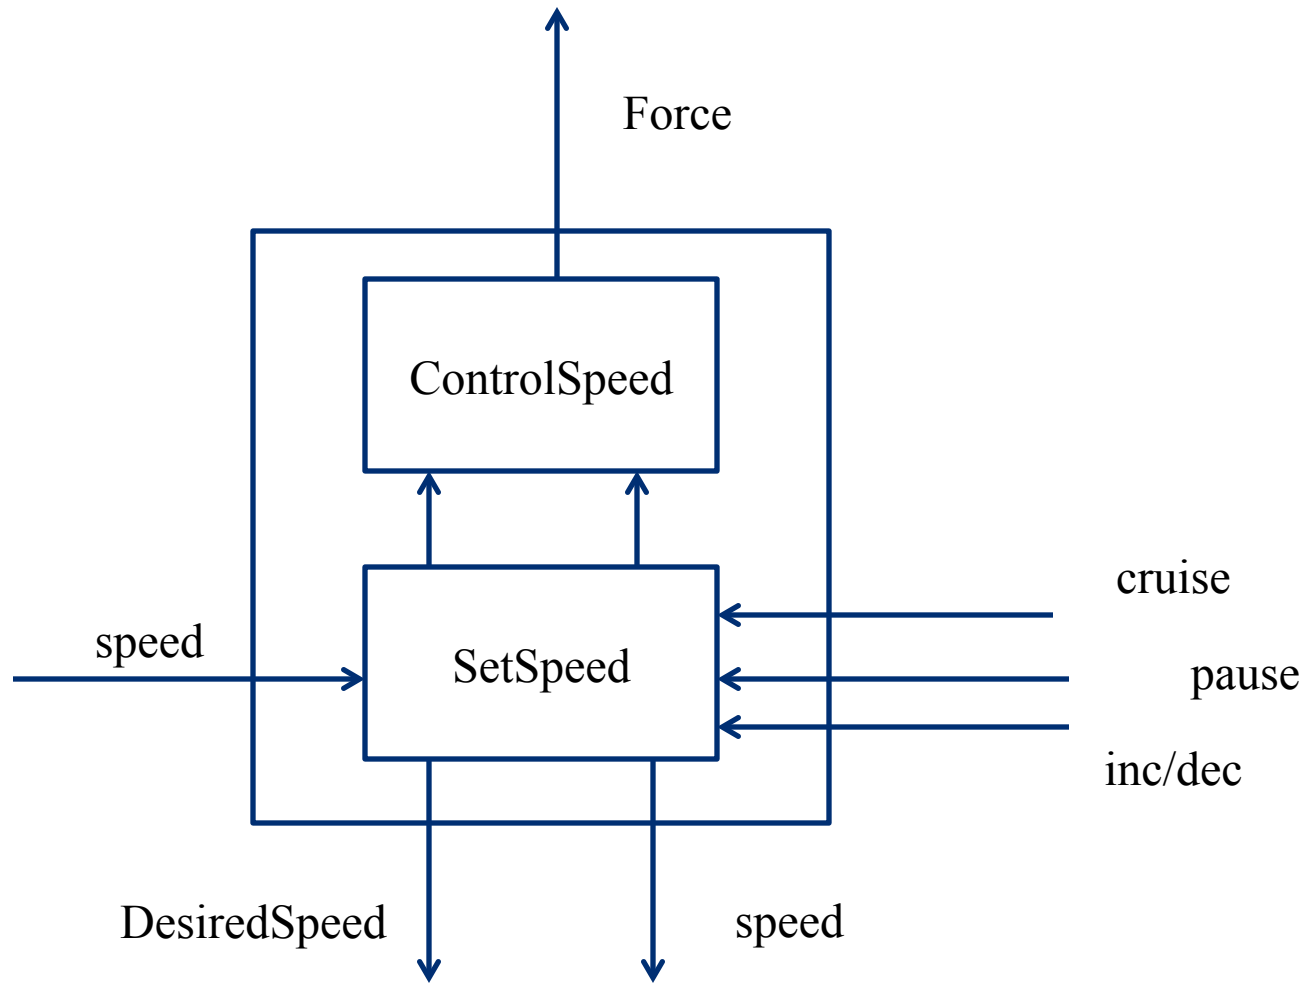 Force
ControlSpeed
cruise
speed
SetSpeed
pause
inc/dec
DesiredSpeed
speed